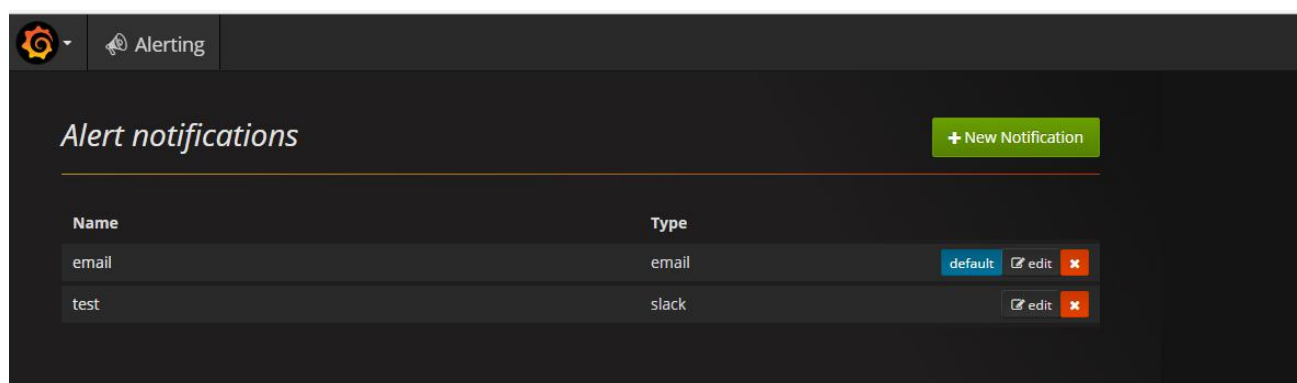 Alerting
Alert notifications
+ New Notification
Name Type
email email default edit ×
test slack edit ×